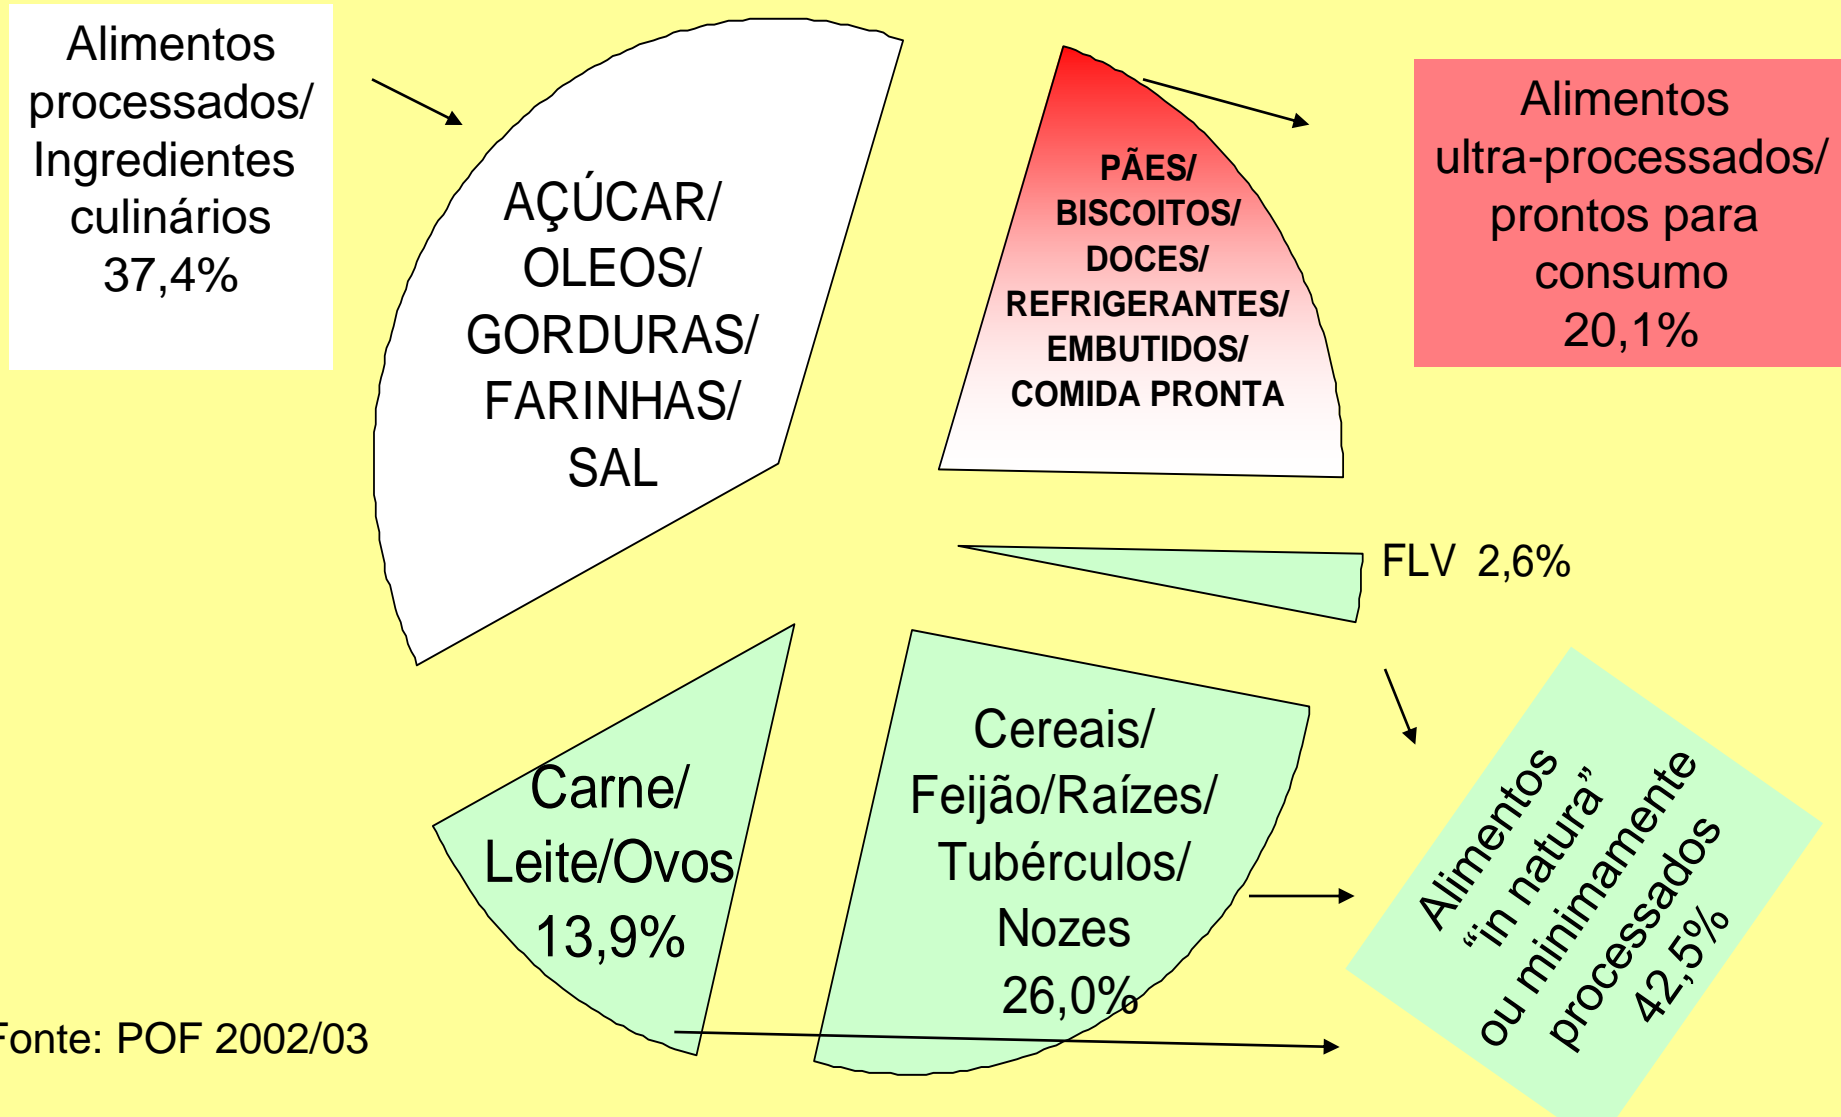 Alimentos
processados/
Ingredientes
culinários
37,4%
AÇÚCAR/
OLEOS/
GORDURAS/
FARINHAS/
SAL
PÃES/
BISCOITOS/
DOCES/
REFRIGERANTES/
EMBUTIDOS/
COMIDA PRONTA
Alimentos
ultra-processados/
prontos para
consumo
20,1%
FLV 2,6%
Carne/
Leite/Ovos
13,9%
Cereais/
Feijão/Raízes/
Tubérculos/
Nozes
26,0%
Alimentos
“in natura”
ou minimamente
processados
42,5%
Fonte: POF 2002/03